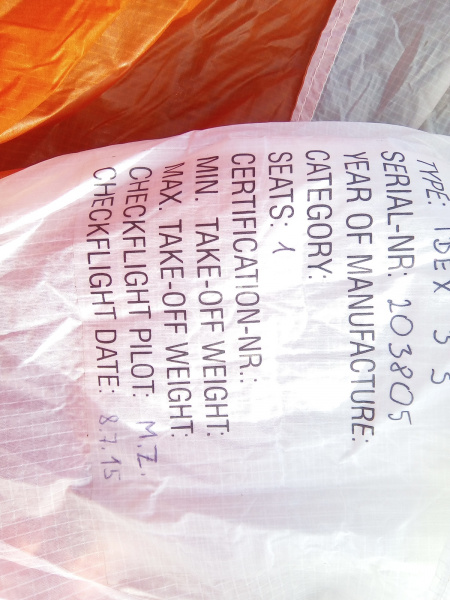 TYPE: IBEX 3 S
SERIAL-NR: 203805
YEAR OF MANUFACTURE:
CATEGORY:
SEATS: 1
CERTIFICATION-NR.:
MIN. TAKE-OFF WEIGHT:
MAX. TAKE-OFF WEIGHT:
CHECKFLIGHT PILOT: M.Z.
CHECKFLIGHT DATE: 8.7.15